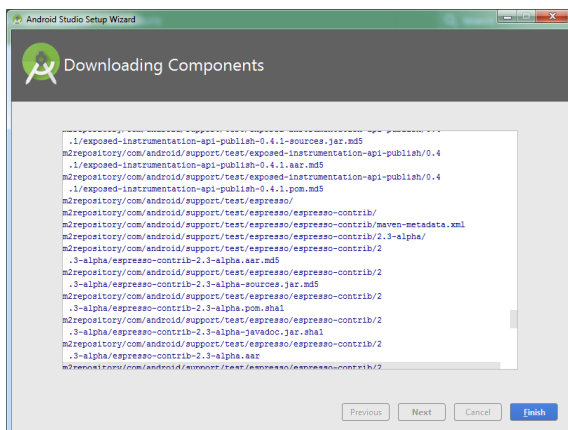 Android Studio Setup Wizard
Downloading Components
.1/exposed-instrumentation-api-publish-0.4.1-sources.jar.md5
m2repository/com/android/support/test/exposed-instrumentation-api-publish/0.4
.1/exposed-instrumentation-api-publish-0.4.1.aar.md5
m2repository/com/android/support/test/exposed-instrumentation-api-publish/0.4
.1/exposed-instrumentation-api-publish-0.4.1.pom.md5
m2repository/com/android/support/test/espresso/
m2repository/com/android/support/test/espresso/espresso-contrib/
m2repository/com/android/support/test/espresso/espresso-contrib/maven-metadata.xml
m2repository/com/android/support/test/espresso/espresso-contrib/2.3-alpha/
m2repository/com/android/support/test/espresso/espresso-contrib/2
.3-alpha/espresso-contrib-2.3-alpha.aar.md5
m2repository/com/android/support/test/espresso/espresso-contrib/2
.3-alpha/espresso-contrib-2.3-alpha-sources.jar.md5
m2repository/com/android/support/test/espresso/espresso-contrib/2
.3-alpha/espresso-contrib-2.3-alpha.pom.sha1
m2repository/com/android/support/test/espresso/espresso-contrib/2
.3-alpha/espresso-contrib-2.3-alpha-javadoc.jar.sha1
m2repository/com/android/support/test/espresso/espresso-contrib/2
.3-alpha/espresso-contrib-2.3-alpha.aar
m2repository/com/android/support/test/espresso/espresso-contrib/2
Previous Next Cancel Finish